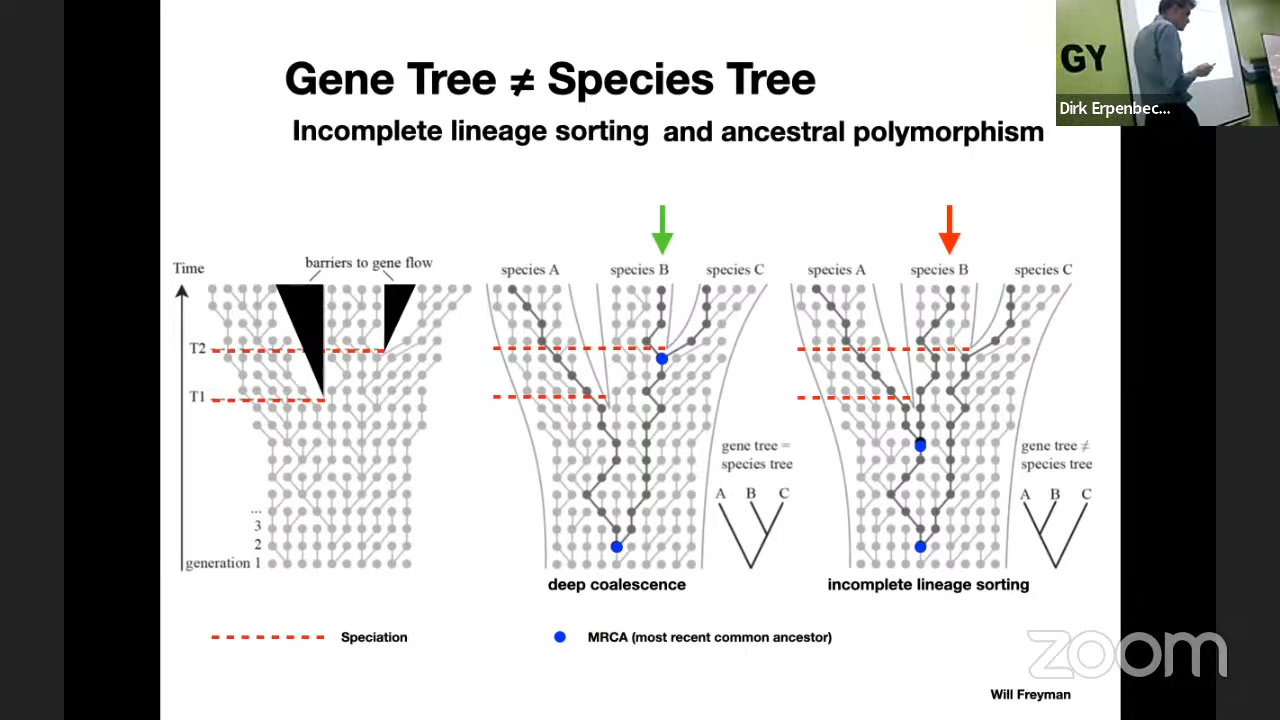 Gene Tree ≠ Species Tree
Incomplete lineage sorting and ancestral polymorphism
GY
Dirk Erpenbec...
Time
barriers to gene flow
T2
T1
...
3
2
generation 1
species A
species B
species C
gene tree =
species tree
A B C
deep coalescence
species A
species B
species C
gene tree ≠
species tree
A B C
incomplete lineage sorting
Speciation
MRCA (most recent common ancestor)
zoom
Will Freyman